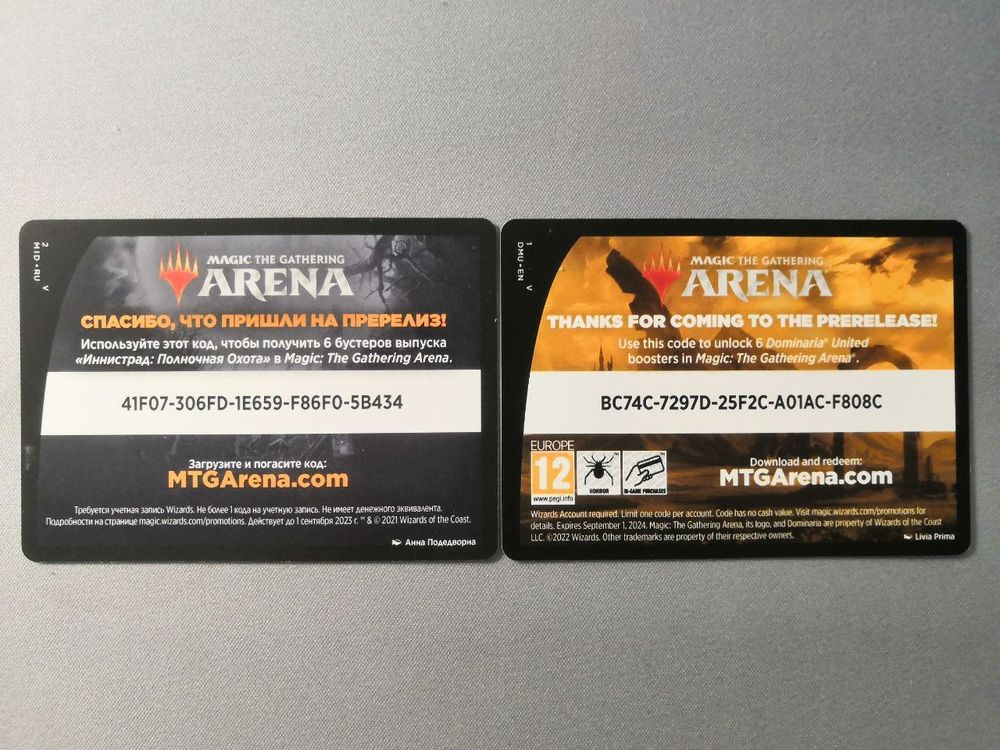 2
MID • RU V
MAGIC THE GATHERING
ARENA
СПАСИБО, ЧТО ПРИШЛИ НА ПРЕРЕЛИЗ!
Используйте этот код, чтобы получить 6 бустеров выпуска
«Иннистрад: Полночная Охота» в Magic: The Gathering Arena.
41F07-306FD-1E659-F86F0-5B434
Загрузите и погасите код:
MTGArena.com
Требуется учетная запись Wizards. Не более 1 кода на учетную запись. Не имеет денежного эквивалента.
Подробности на странице magic.wizards.com/promotions. Действует до 1 сентября 2023 г. ™ & © 2021 Wizards of the Coast.
Анна Подедворна
1
DMU • EN V
MAGIC THE GATHERING
ARENA
THANKS FOR COMING TO THE PRERELEASE!
Use this code to unlock 6 Dominaria® United
boosters in Magic: The Gathering Arena®.
BC74C-7297D-25F2C-A01AC-F808C
EUROPE
12
www.pegi.info
HORROR
IN-GAME PURCHASES
Download and redeem:
MTGArena.com
Wizards Account required. Limit one code per account. Code has no cash value. Visit magic.wizards.com/promotions for
details. Expires September 1, 2024. Magic: The Gathering Arena, its logo, and Dominaria are property of Wizards of the Coast
LLC. ©2022 Wizards. Other trademarks are property of their respective owners.
Livia Prima